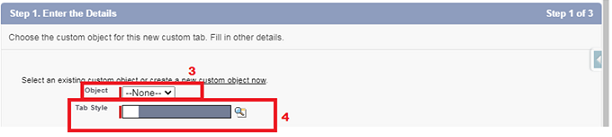 Step 1. Enter the Details Step 1 of 3
Choose the custom object for this new custom tab. Fill in other details.
Select an existing custom object or create a new custom object now.
3
Object --None--
Tab Style
4